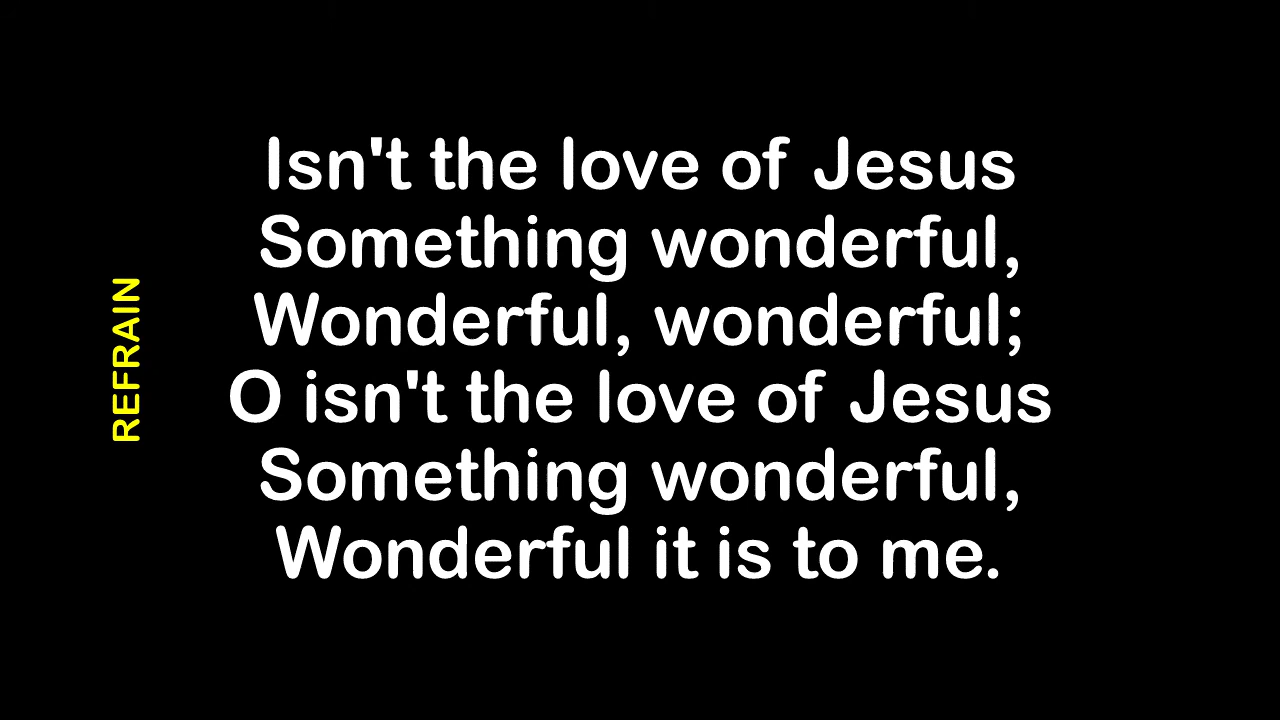 REFRAIN
Isn't the love of Jesus
Something wonderful,
Wonderful, wonderful;
O isn't the love of Jesus
Something wonderful,
Wonderful it is to me.